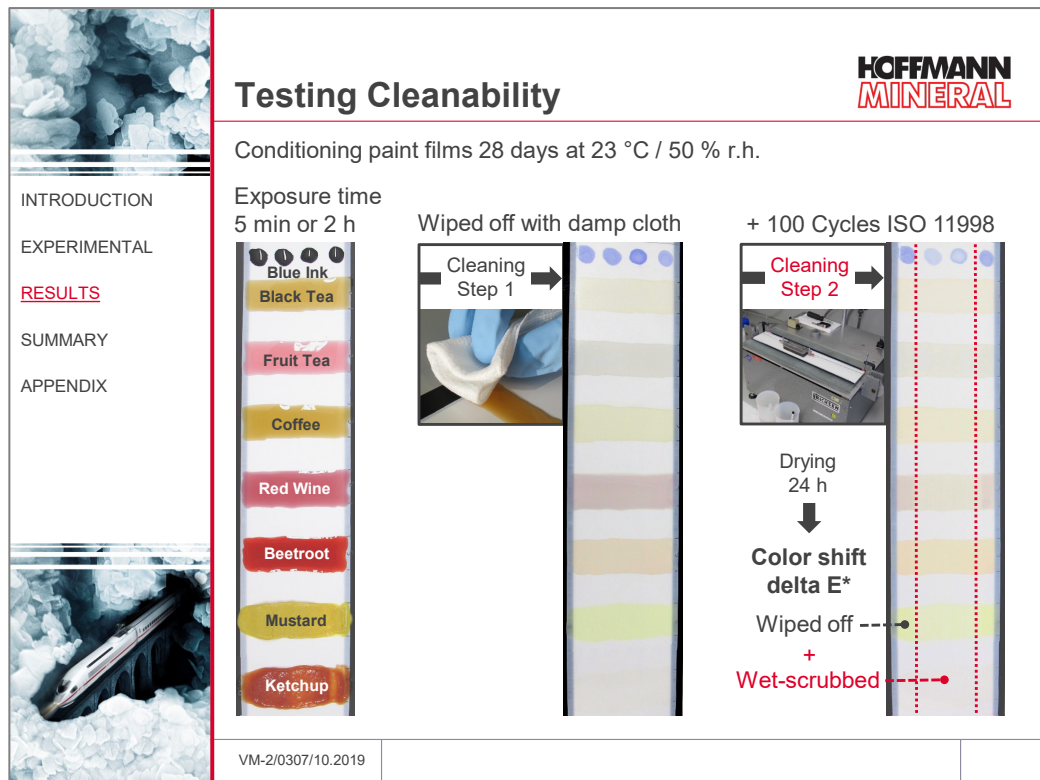 Testing Cleanability
HOFFMANN
MINERAL
INTRODUCTION
EXPERIMENTAL
RESULTS
SUMMARY
APPENDIX
Conditioning paint films 28 days at 23 °C / 50 % r.h.
Exposure time
5 min or 2 h
Blue Ink
Black Tea
Fruit Tea
Coffee
Red Wine
Beetroot
Mustard
Ketchup
Wiped off with damp cloth
Cleaning
Step 1
+ 100 Cycles ISO 11998
Cleaning
Step 2
Drying
24 h
Color shift
delta E*
Wiped off
+
Wet-scrubbed
VM-2/0307/10.2019